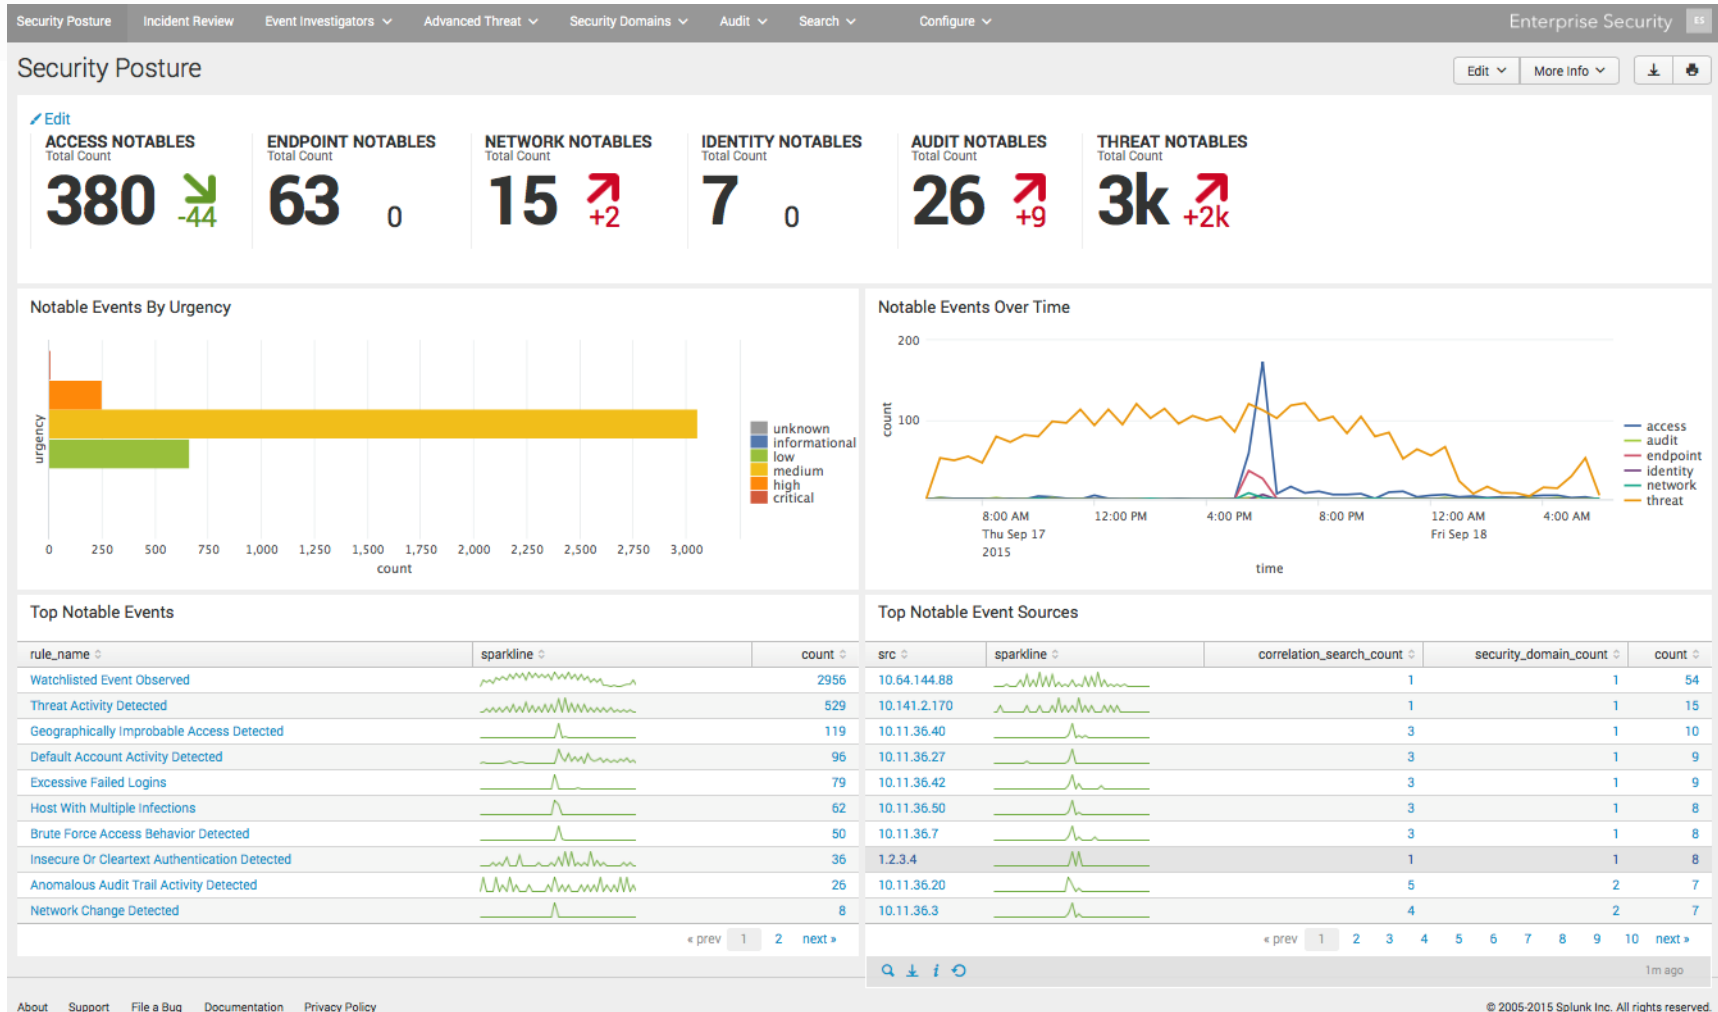 Security Posture Incident Review Event Investigators Advanced Threat Security Domains Audit Search Configure Enterprise Security ES
Security Posture Edit More Info
Edit
ACCESS NOTABLES ENDPOINT NOTABLES NETWORK NOTABLES IDENTITY NOTABLES AUDIT NOTABLES THREAT NOTABLES
Total Count Total Count Total Count Total Count Total Count Total Count
380 -44 63 0 15 +2 7 0 26 +9 3k +2k
Notable Events By Urgency
urgency
unknown
informational
low
medium
high
critical
0 250 500 750 1,000 1,250 1,500 1,750 2,000 2,250 2,500 2,750 3,000
count
Notable Events Over Time
200
100
count
access
audit
endpoint
identity
network
threat
8:00 AM 12:00 PM 4:00 PM 8:00 PM 12:00 AM 4:00 AM
Thu Sep 17 Fri Sep 18
2015
time
Top Notable Events
rule_name sparkline count
Watchlisted Event Observed 2956
Threat Activity Detected 529
Geographically Improbable Access Detected 119
Default Account Activity Detected 96
Excessive Failed Logins 79
Host With Multiple Infections 62
Brute Force Access Behavior Detected 50
Insecure Or Cleartext Authentication Detected 36
Anomalous Audit Trail Activity Detected 26
Network Change Detected 8
« prev 1 2 next »
Top Notable Event Sources
src sparkline correlation_search_count security_domain_count count
10.64.144.88 1 1 54
10.141.2.170 1 1 15
10.11.36.40 3 1 10
10.11.36.27 3 1 9
10.11.36.42 3 1 9
10.11.36.50 3 1 8
10.11.36.7 3 1 8
1.2.3.4 1 1 8
10.11.36.20 5 2 7
10.11.36.3 4 2 7
« prev 1 2 3 4 5 6 7 8 9 10 next »
1m ago
About Support File a Bug Documentation Privacy Policy © 2005-2015 Splunk Inc. All rights reserved.